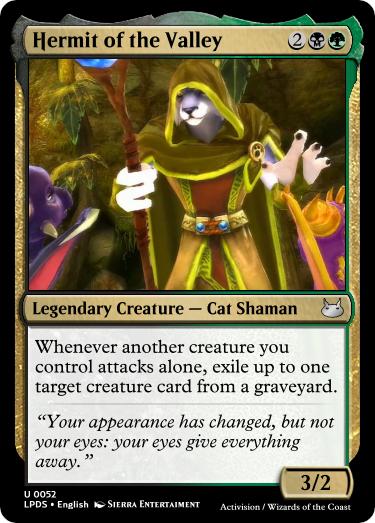 Hermit of the Valley 2
Legendary Creature — Cat Shaman
Whenever another creature you
control attacks alone, exile up to one
target creature card from a graveyard.
“Your appearance has changed, but not
your eyes: your eyes give everything
away.”
3/2
U 0052
LPDS • English Sierra Entertaiment
Activision / Wizards of the Coast